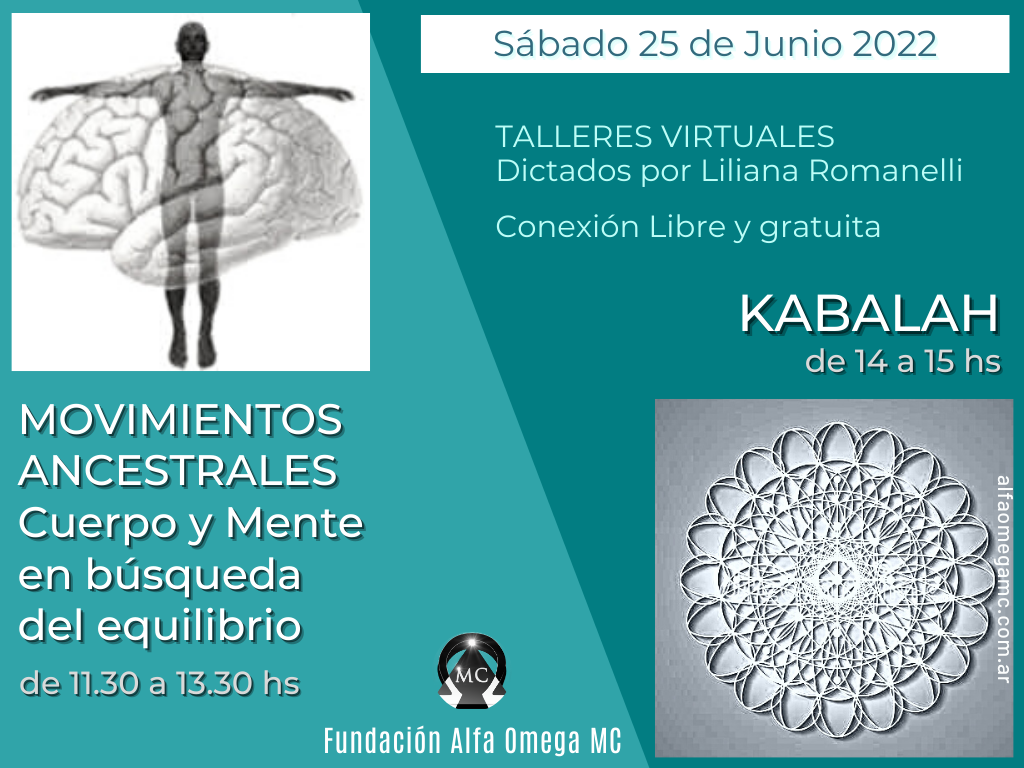 Sábado 25 de Junio 2022
TALLERES VIRTUALES
Dictados por Liliana Romanelli
Conexión Libre y gratuita
KABALAH
de 14 a 15 hs
MOVIMIENTOS
ANCESTRALES
Cuerpo y Mente
en búsqueda
del equilibrio
de 11.30 a 13.30 hs
MC
Fundación Alfa Omega MC
alfaomegamc.com.ar